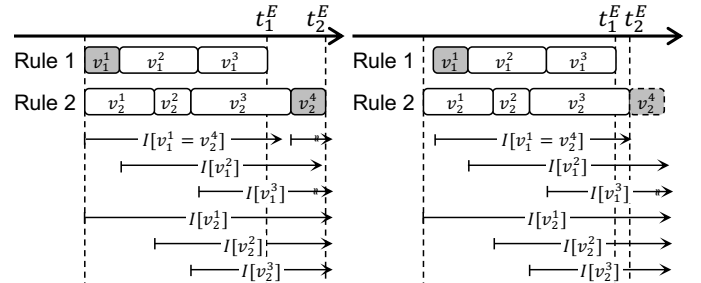 t_1^E t_2^E t_1^E t_2^E
Rule 1 v_1^1 v_1^2 v_1^3 Rule 1 v_1^1 v_1^2 v_1^3
Rule 2 v_2^1 v_2^2 v_2^3 v_2^4 Rule 2 v_2^1 v_2^2 v_2^3 v_2^4
I[v_1^1 = v_2^4] I[v_1^1 = v_2^4]
I[v_1^2] I[v_1^2]
I[v_1^3] I[v_1^3]
I[v_2^1] I[v_2^1]
I[v_2^2] I[v_2^2]
I[v_2^3] I[v_2^3]